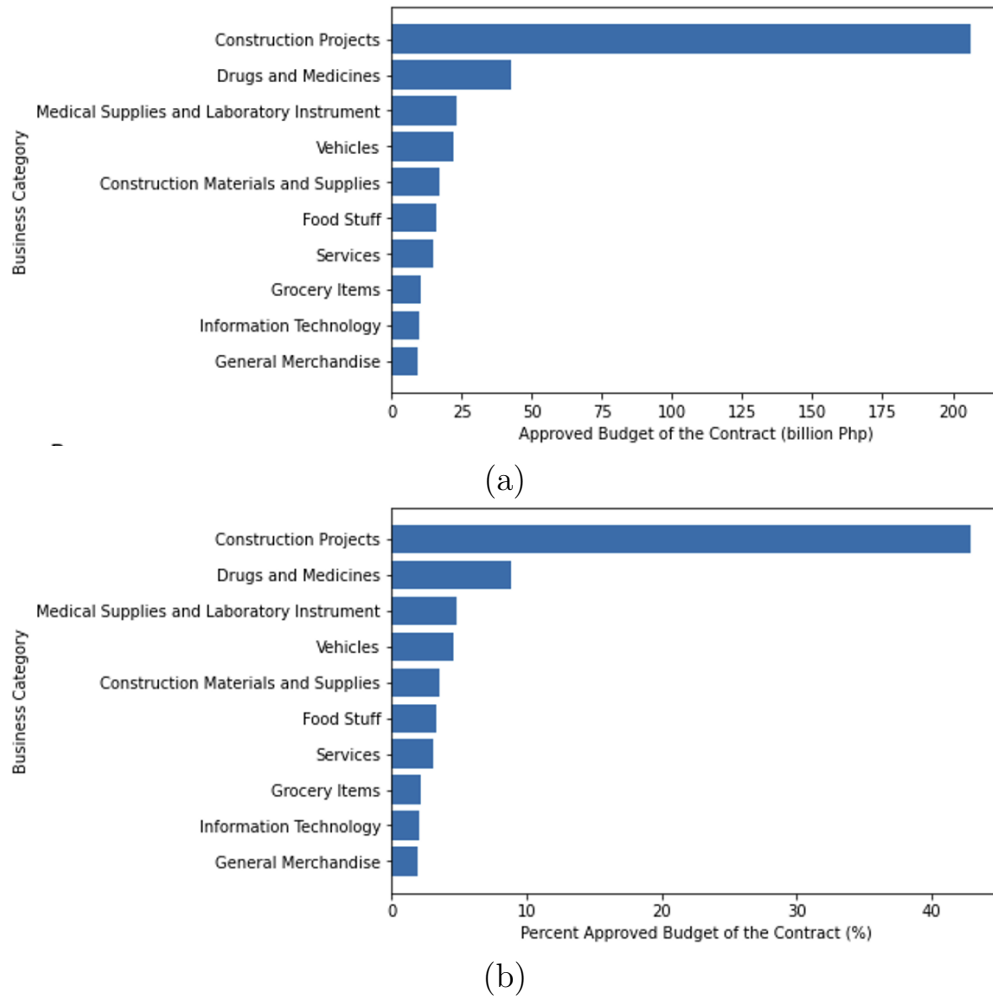 Business Category
Construction Projects
Drugs and Medicines
Medical Supplies and Laboratory Instrument
Vehicles
Construction Materials and Supplies
Food Stuff
Services
Grocery Items
Information Technology
General Merchandise
0 25 50 75 100 125 150 175 200
Approved Budget of the Contract (billion Php)
(a)
Business Category
Construction Projects
Drugs and Medicines
Medical Supplies and Laboratory Instrument
Vehicles
Construction Materials and Supplies
Food Stuff
Services
Grocery Items
Information Technology
General Merchandise
0 10 20 30 40
Percent Approved Budget of the Contract (%)
(b)